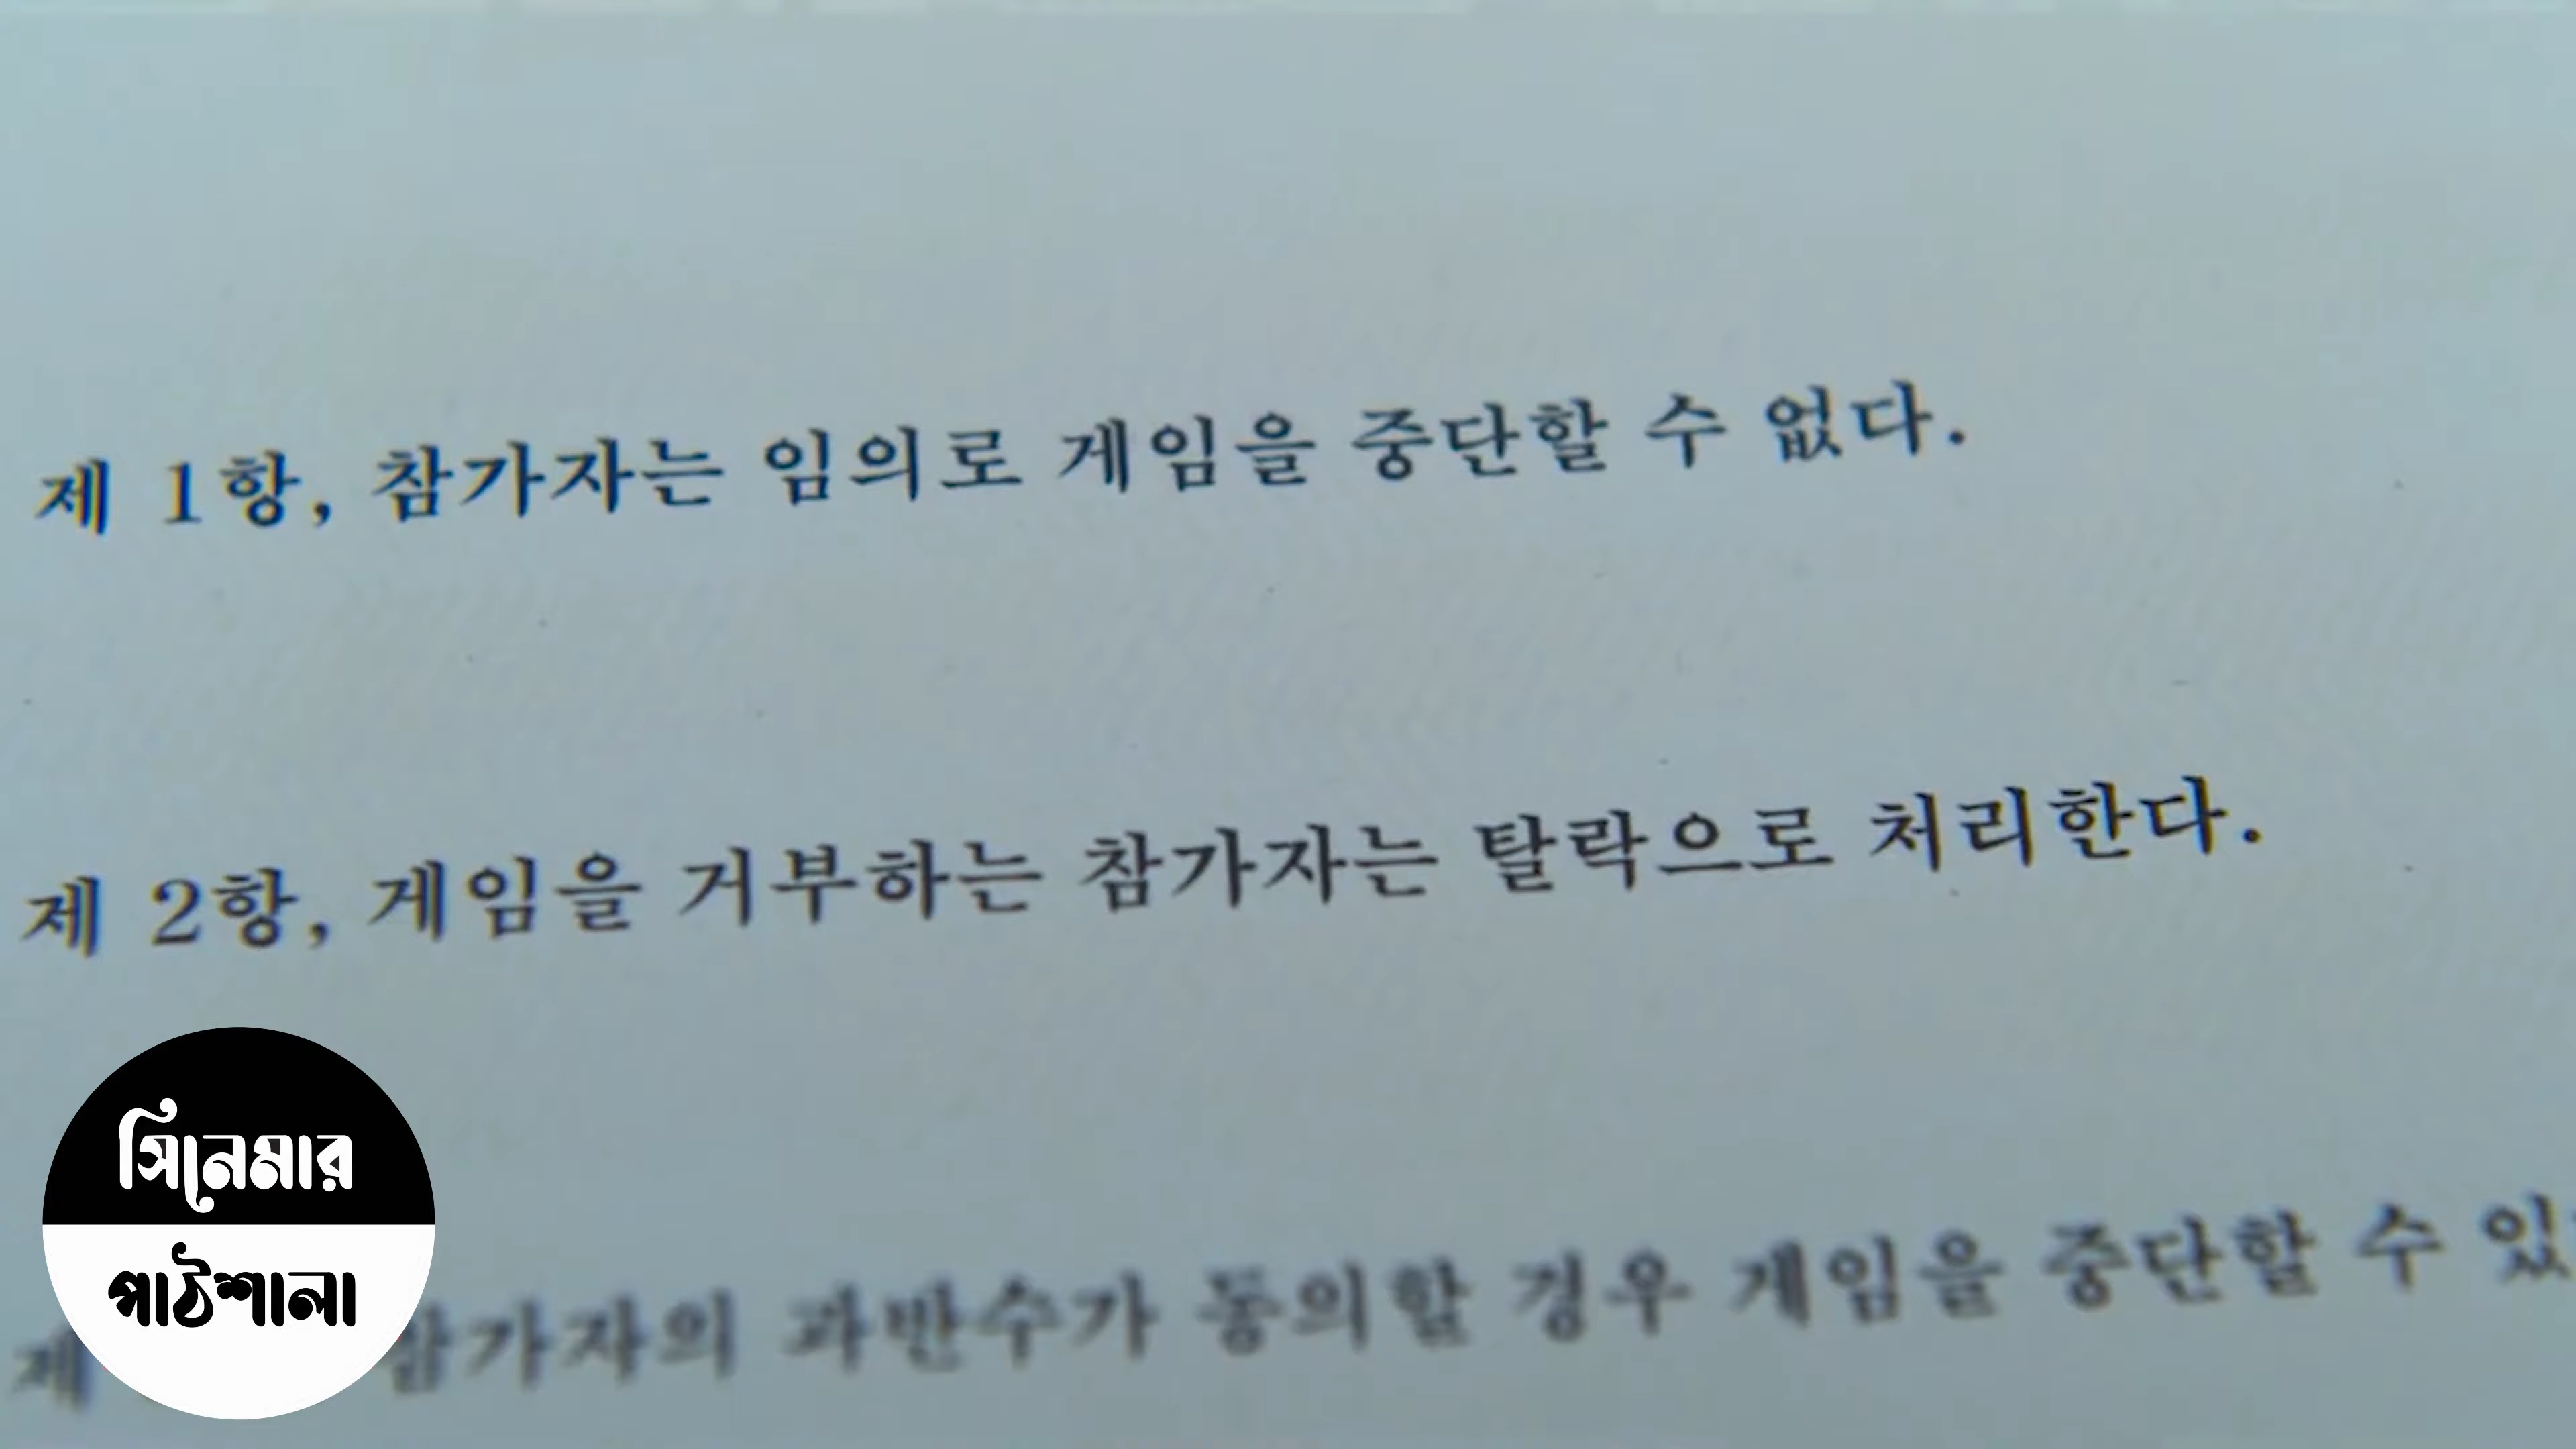 제 1항, 참가자는 임의로 게임을 중단할 수 없다.
제 2항, 게임을 거부하는 참가자는 탈락으로 처리한다.
제 참가자의 과반수가 동의할 경우 게임을 중단할 수 있
সিনেমার
পাঠশালা